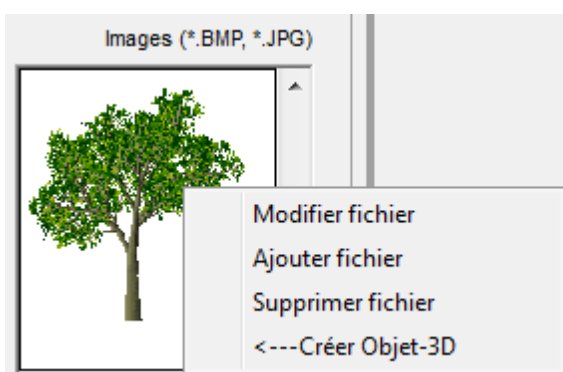 Images (*.BMP, *.JPG)
Modifier fichier
Ajouter fichier
Supprimer fichier
<---Créer Objet-3D